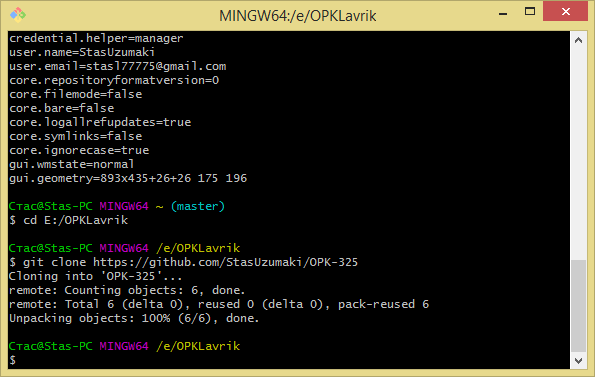 MINGW64:/e/OPKLavrik
credential.helper=manager
user.name=StasUzumaki
user.email=stasl77775@gmail.com
core.repositoryformatversion=0
core.filemode=false
core.bare=false
core.logallrefupdates=true
core.symlinks=false
core.ignorecase=true
gui.wmstate=normal
gui.geometry=893x435+26+26 175 196
Стас@Stas-PC MINGW64 ~ (master)
$ cd E:/OPKLavrik
Стас@Stas-PC MINGW64 /e/OPKLavrik
$ git clone https://github.com/StasUzumaki/OPK-325
Cloning into 'OPK-325'...
remote: Counting objects: 6, done.
remote: Total 6 (delta 0), reused 0 (delta 0), pack-reused 6
Unpacking objects: 100% (6/6), done.
Стас@Stas-PC MINGW64 /e/OPKLavrik
$